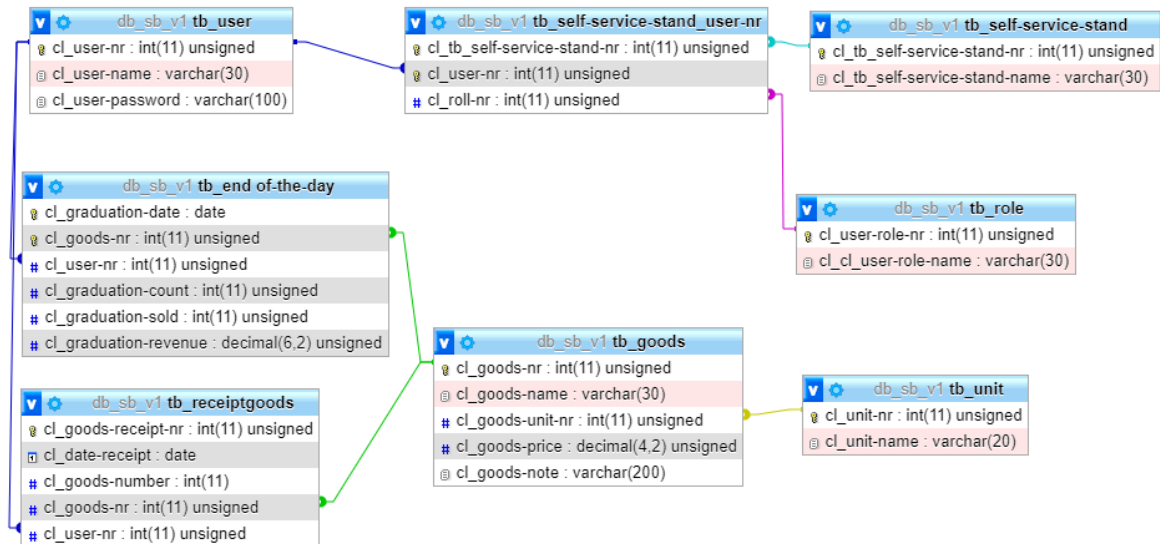 db_sb_v1 tb_user
cl_user-nr : int(11) unsigned
cl_user-name : varchar(30)
cl_user-password : varchar(100)
db_sb_v1 tb_self-service-stand_user-nr
cl_tb_self-service-stand-nr : int(11) unsigned
cl_user-nr : int(11) unsigned
cl_roll-nr : int(11) unsigned
db_sb_v1 tb_self-service-stand
cl_tb_self-service-stand-nr : int(11) unsigned
cl_tb_self-service-stand-name : varchar(30)
db_sb_v1 tb_end of-the-day
cl_graduation-date : date
cl_goods-nr : int(11) unsigned
cl_user-nr : int(11) unsigned
cl_graduation-count : int(11) unsigned
cl_graduation-sold : int(11) unsigned
cl_graduation-revenue : decimal(6,2) unsigned
db_sb_v1 tb_role
cl_user-role-nr : int(11) unsigned
cl_cl_user-role-name : varchar(30)
db_sb_v1 tb_goods
cl_goods-nr : int(11) unsigned
cl_goods-name : varchar(30)
cl_goods-unit-nr : int(11) unsigned
cl_goods-price : decimal(4,2) unsigned
cl_goods-note : varchar(200)
db_sb_v1 tb_unit
cl_unit-nr : int(11) unsigned
cl_unit-name : varchar(20)
db_sb_v1 tb_receiptgoods
cl_goods-receipt-nr : int(11) unsigned
cl_date-receipt : date
cl_goods-number : int(11)
cl_goods-nr : int(11) unsigned
cl_user-nr : int(11) unsigned